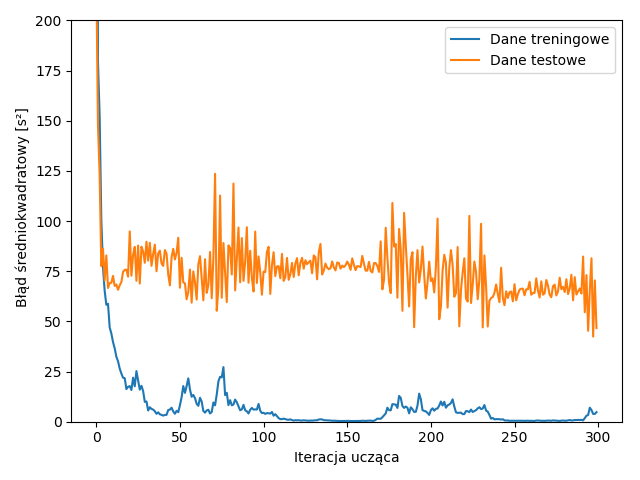 Dane treningowe
Dane testowe
Błąd średniokwadratowy [s²]
200
175
150
125
100
75
50
25
0
0 50 100 150 200 250 300
Iteracja ucząca